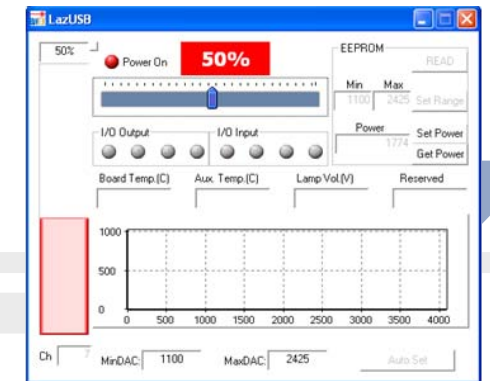 LazUSB
50%
Power On
50%
EEPROM
READ
Min Max
1100 2425 Set Range
Power
1774 Set Power
Get Power
I/O Output I/O Input
Board Temp.(C) Aux. Temp.(C) Lamp Vol.(V) Reserved
1000
500
0
0 500 1000 1500 2000 2500 3000 3500 4000
Ch 7 MinDAC: 1100 MaxDAC: 2425 Auto Set